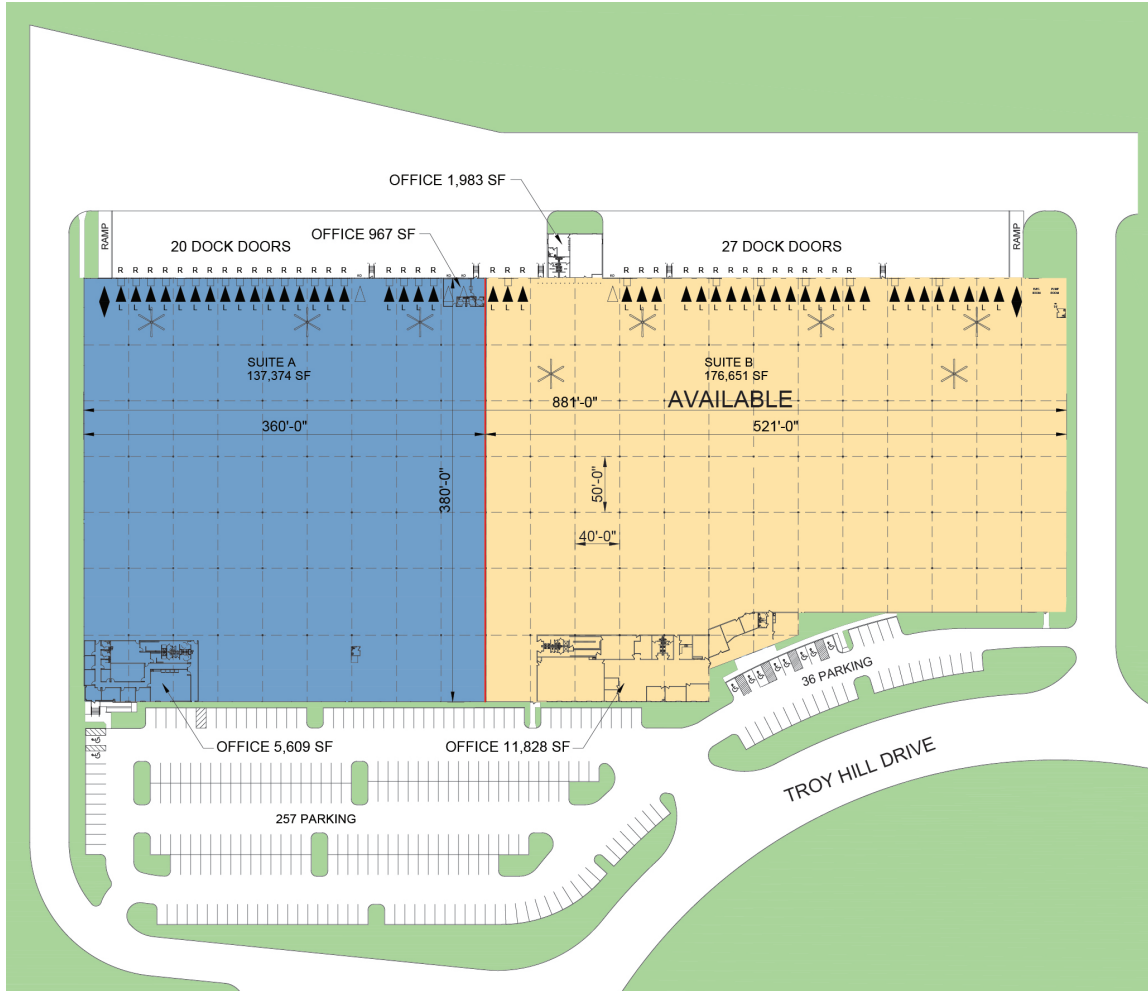 OFFICE 1,983 SF
RAMP
20 DOCK DOORS
OFFICE 967 SF
27 DOCK DOORS
RAMP
R R R R R R R R R R R R R R R R R R R R R R R R R R R R R R R R R R R R R R R R R R R R
L L L L L L L L L L L L L L L L L L L L L L L L L L L L L L L L L L L L L L L L L L L L
SUITE A
137,374 SF
SUITE B
176,651 SF
AVAILABLE
881'-0"
360'-0"
521'-0"
380'-0"
50'-0"
40'-0"
36 PARKING
OFFICE 5,609 SF
OFFICE 11,828 SF
TROY HILL DRIVE
257 PARKING